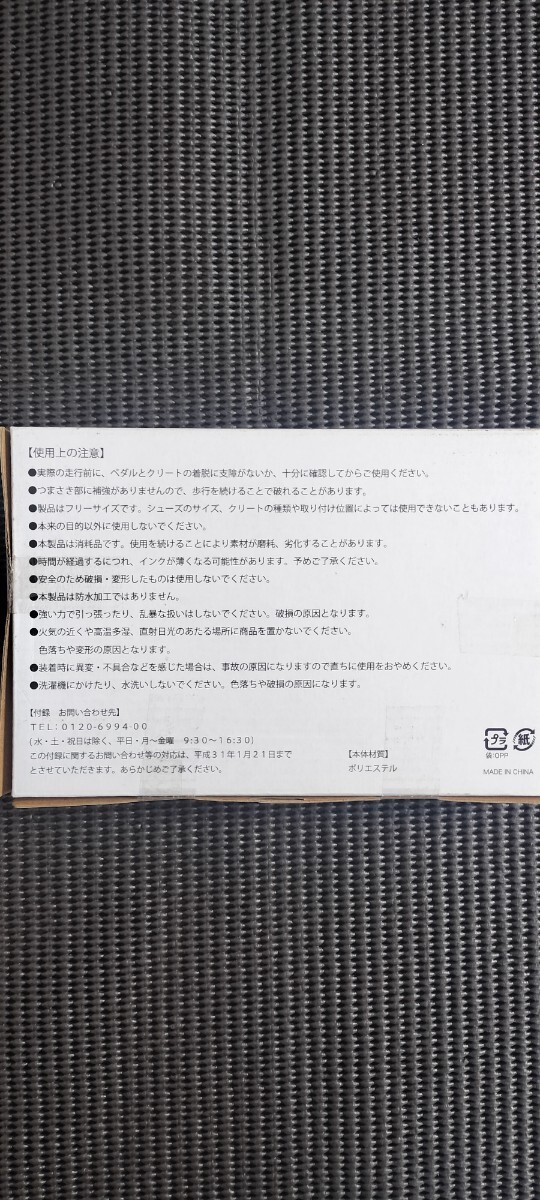 【使用上の注意】
●実際の走行前に、ペダルとクリートの着脱に支障がないか、十分に確認してからご使用ください。
●つまさき部に補強がありませんので、歩行を続けることで破れることがあります。
●製品はフリーサイズです。シューズのサイズ、クリートの種類や取り付け位置によっては使用できないこともあります。
●本来の目的以外に使用しないでください。
●本製品は消耗品です。使用を続けることにより素材が磨耗、劣化することがあります。
●時間が経過するにつれ、インクが薄くなる可能性があります。予めご了承ください。
●安全のため破損・変形したものは使用しないでください。
●本製品は防水加工ではありません。
●強い力で引っ張ったり、乱暴な扱いはしないでください。破損の原因となります。
●火気の近くや高温多湿、直射日光のあたる場所に商品を置かないでください。
色落ちや変形の原因となります。
●装着時に異変・不具合などを感じた場合は、事故の原因になりますので直ちに使用をおやめください。
●洗濯機にかけたり、水洗いしないでください。色落ちや破損の原因になります。
【付録 お問い合わせ先】
TEL:0120-6994-00
(水・土・祝日は除く、平日・月～金曜 9:30～16:30)
この付録に関するお問い合わせ等の対応は、平成31年1月21日まで
とさせていただきます。あらかじめご了承ください。
【本体材質】
ポリエステル
プラ 紙
袋:OPP
MADE IN CHINA